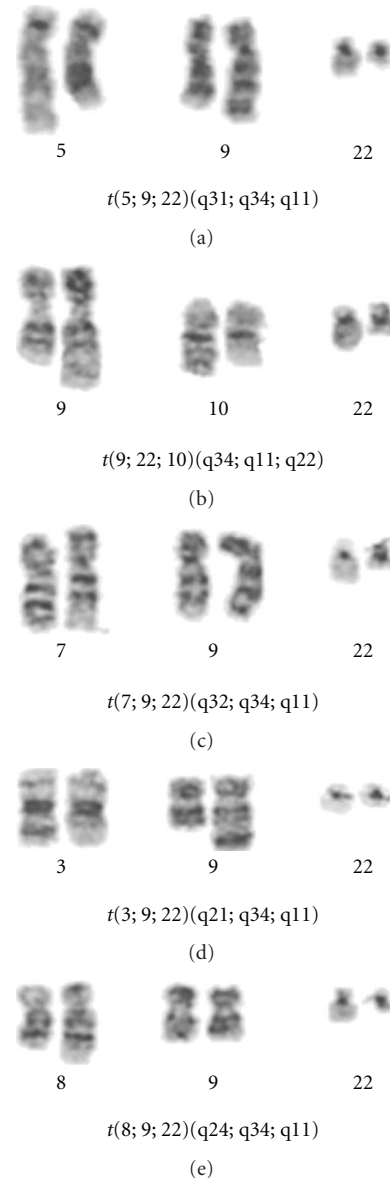 5 9 22
t(5; 9; 22)(q31; q34; q11)
(a)
9 10 22
t(9; 22; 10)(q34; q11; q22)
(b)
7 9 22
t(7; 9; 22)(q32; q34; q11)
(c)
3 9 22
t(3; 9; 22)(q21; q34; q11)
(d)
8 9 22
t(8; 9; 22)(q24; q34; q11)
(e)